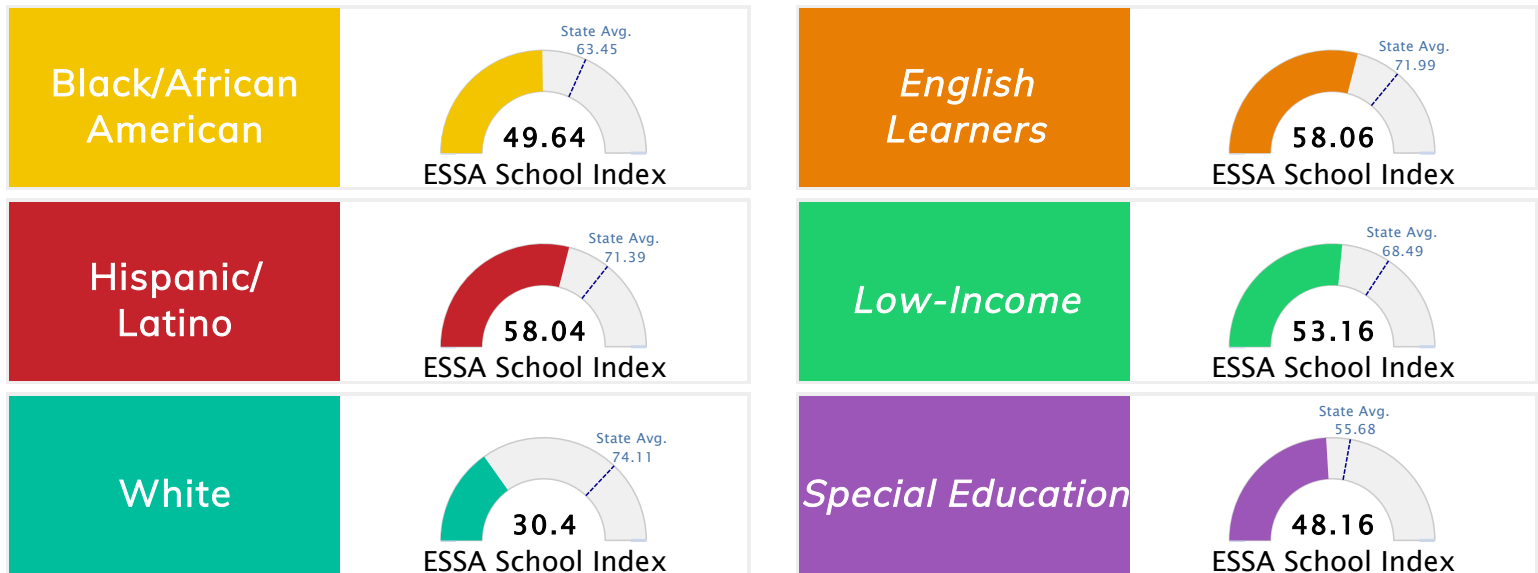 Black/African
American
State Avg.
63.45
49.64
ESSA School Index
English
Learners
State Avg.
71.99
58.06
ESSA School Index
Hispanic/
Latino
State Avg.
71.39
58.04
ESSA School Index
Low-Income
State Avg.
68.49
53.16
ESSA School Index
White
State Avg.
74.11
30.4
ESSA School Index
Special Education
State Avg.
55.68
48.16
ESSA School Index